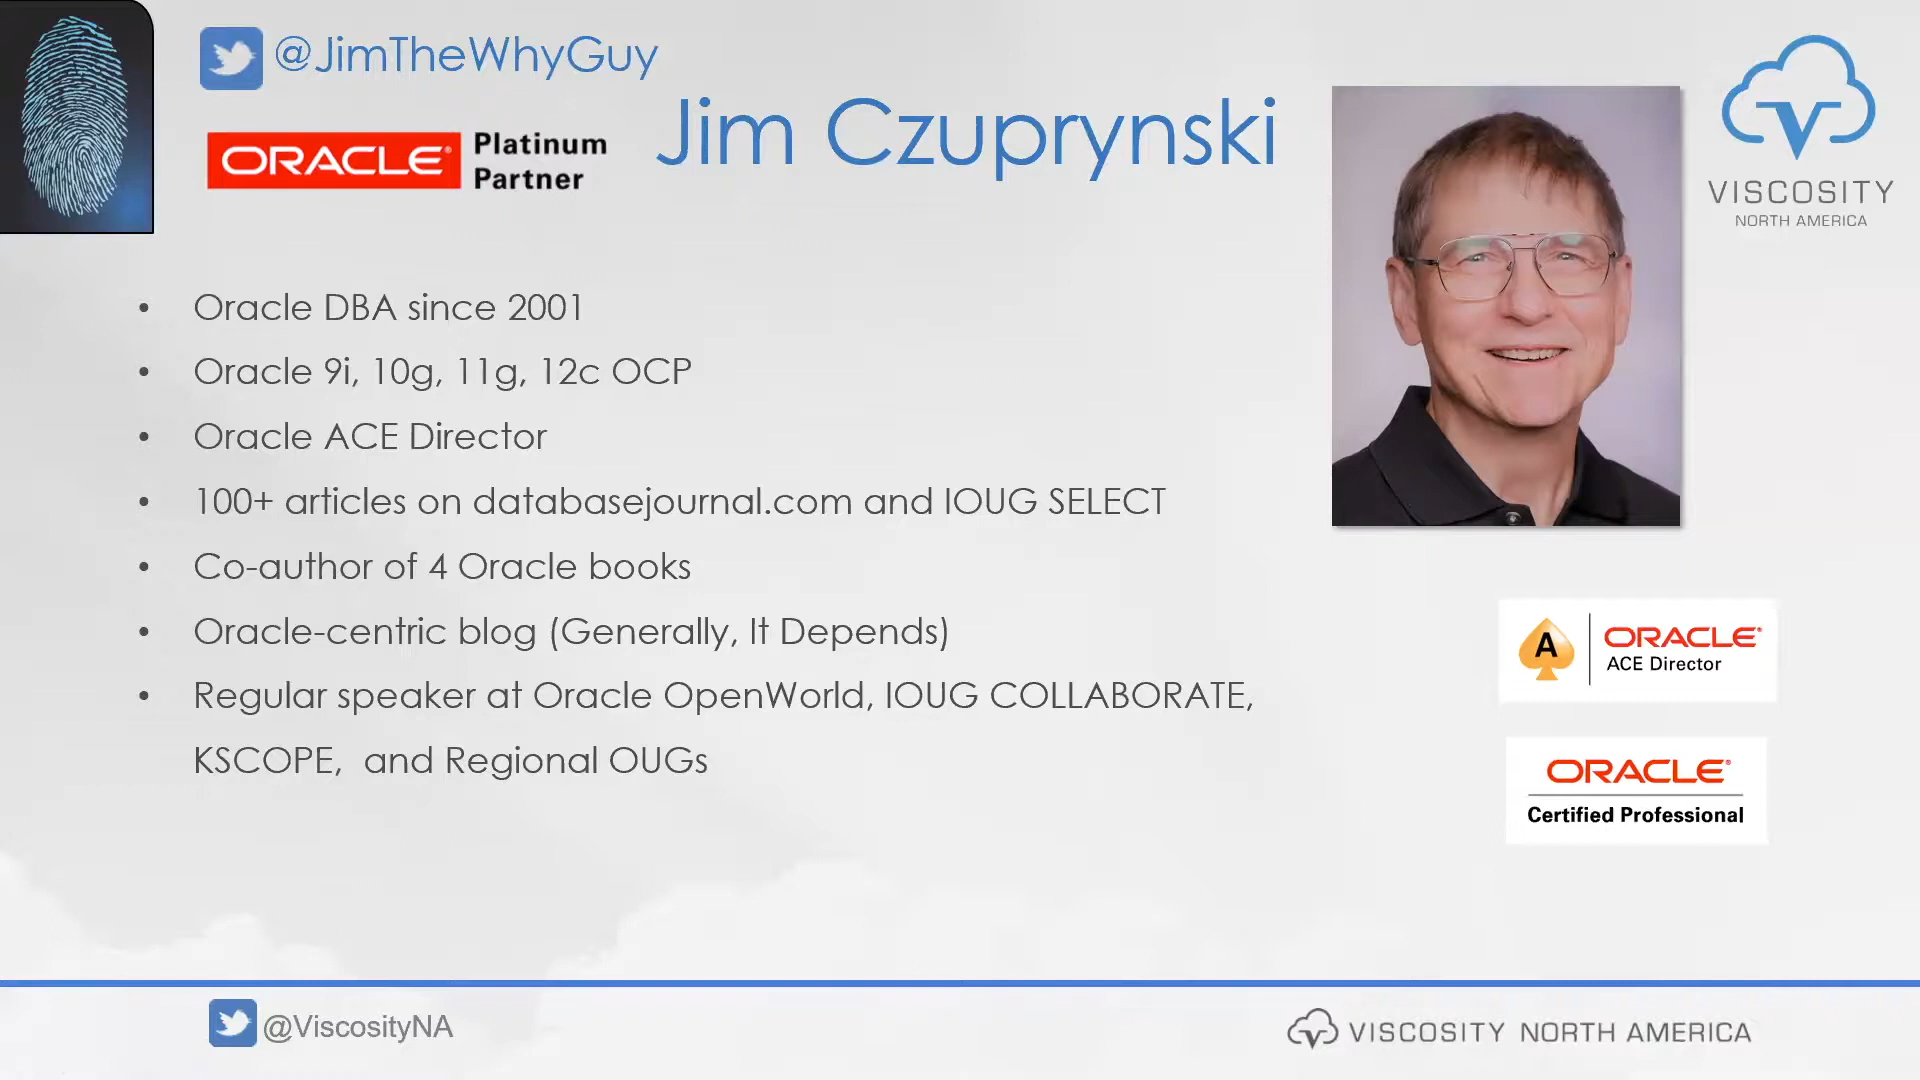 @JimTheWhyGuy
ORACLE® Platinum
Partner
Jim Czuprynski
VISCOSITY
NORTH AMERICA
• Oracle DBA since 2001
• Oracle 9i, 10g, 11g, 12c OCP
• Oracle ACE Director
• 100+ articles on databasejournal.com and IOUG SELECT
• Co-author of 4 Oracle books
• Oracle-centric blog (Generally, It Depends)
• Regular speaker at Oracle OpenWorld, IOUG COLLABORATE,
KSCOPE,  and Regional OUGs
A ORACLE®
ACE Director
ORACLE®
Certified Professional
@ViscosityNA
VISCOSITY NORTH AMERICA